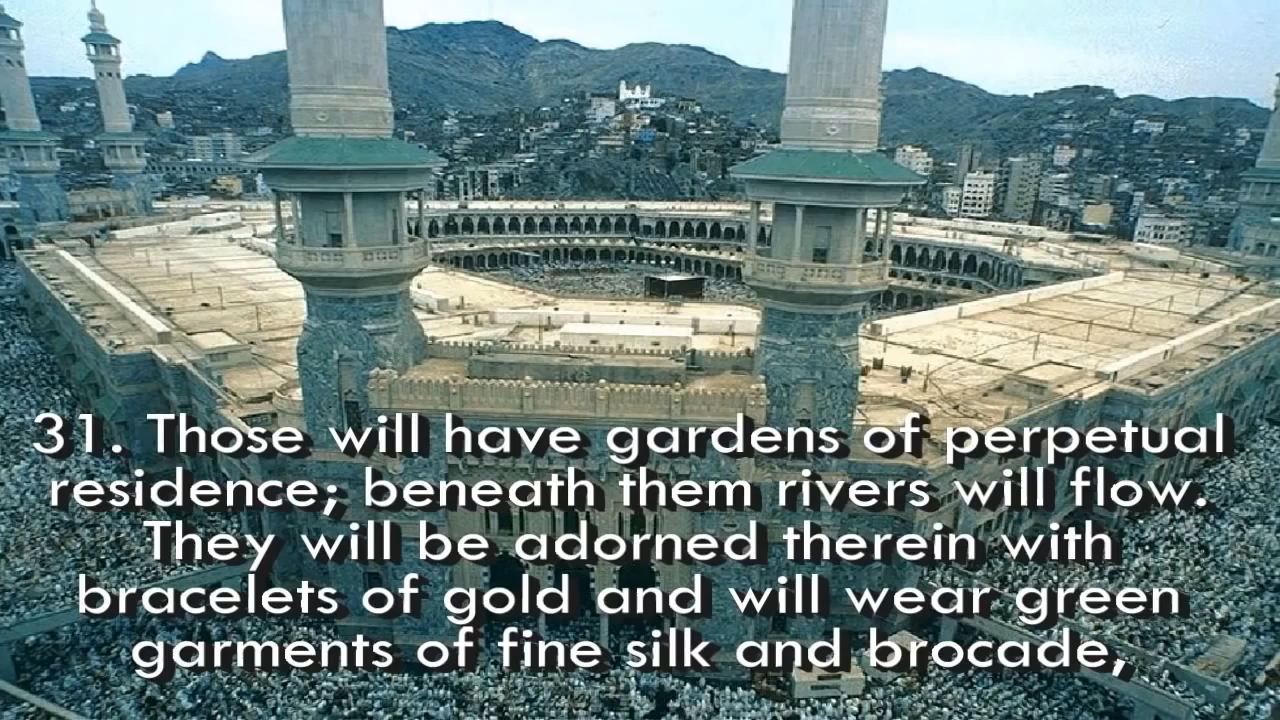 31. Those will have gardens of perpetual
residence; beneath them rivers will flow.
They will be adorned therein with
bracelets of gold and will wear green
garments of fine silk and brocade,